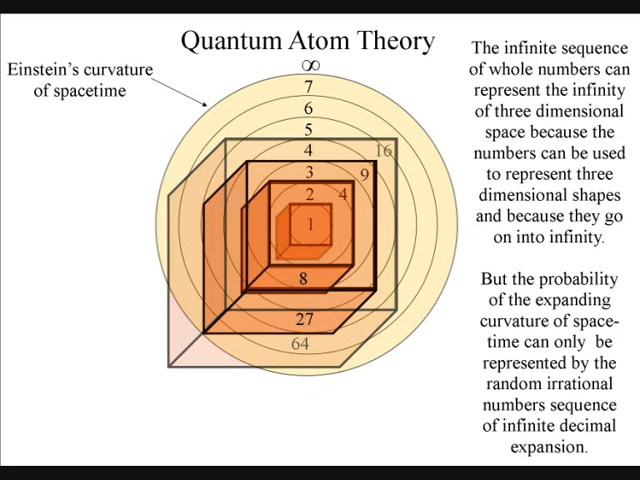 Quantum Atom Theory
Einstein's curvature
of spacetime
∞
7
6
5
4
16
3
9
2
4
1
8
27
64
The infinite sequence
of whole numbers can
represent the infinity
of three dimensional
space because the
numbers can be used
to represent three
dimensional shapes
and because they go
on into infinity.
But the probability
of the expanding
curvature of space-
time can only be
represented by the
random irrational
numbers sequence
of infinite decimal
expansion.